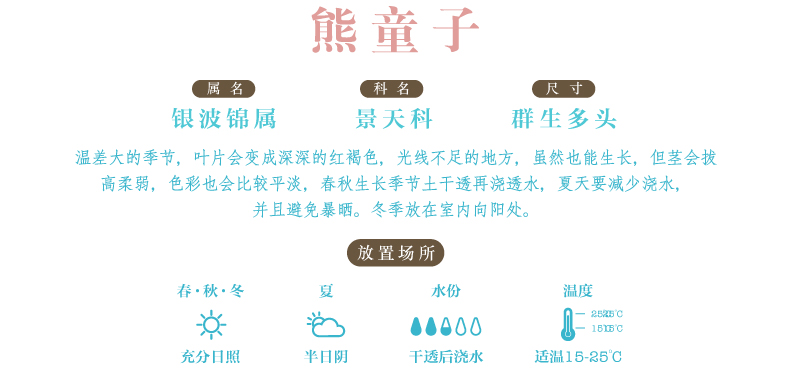 熊童子
属名 科名 尺寸
银波锦属 景天科 群生多头
温差大的季节，叶片会变成深深的红褐色，光线不足的地方，虽然也能生长，但茎会拔
高柔弱，色彩也会比较平淡，春秋生长季节土干透再浇透水，夏天要减少浇水，
并且避免暴晒。冬季放在室内向阳处。
放置场所
春·秋·冬 夏 水份 温度
25℃
15℃
充分日照 半日阴 干透后浇水 适温15-25℃